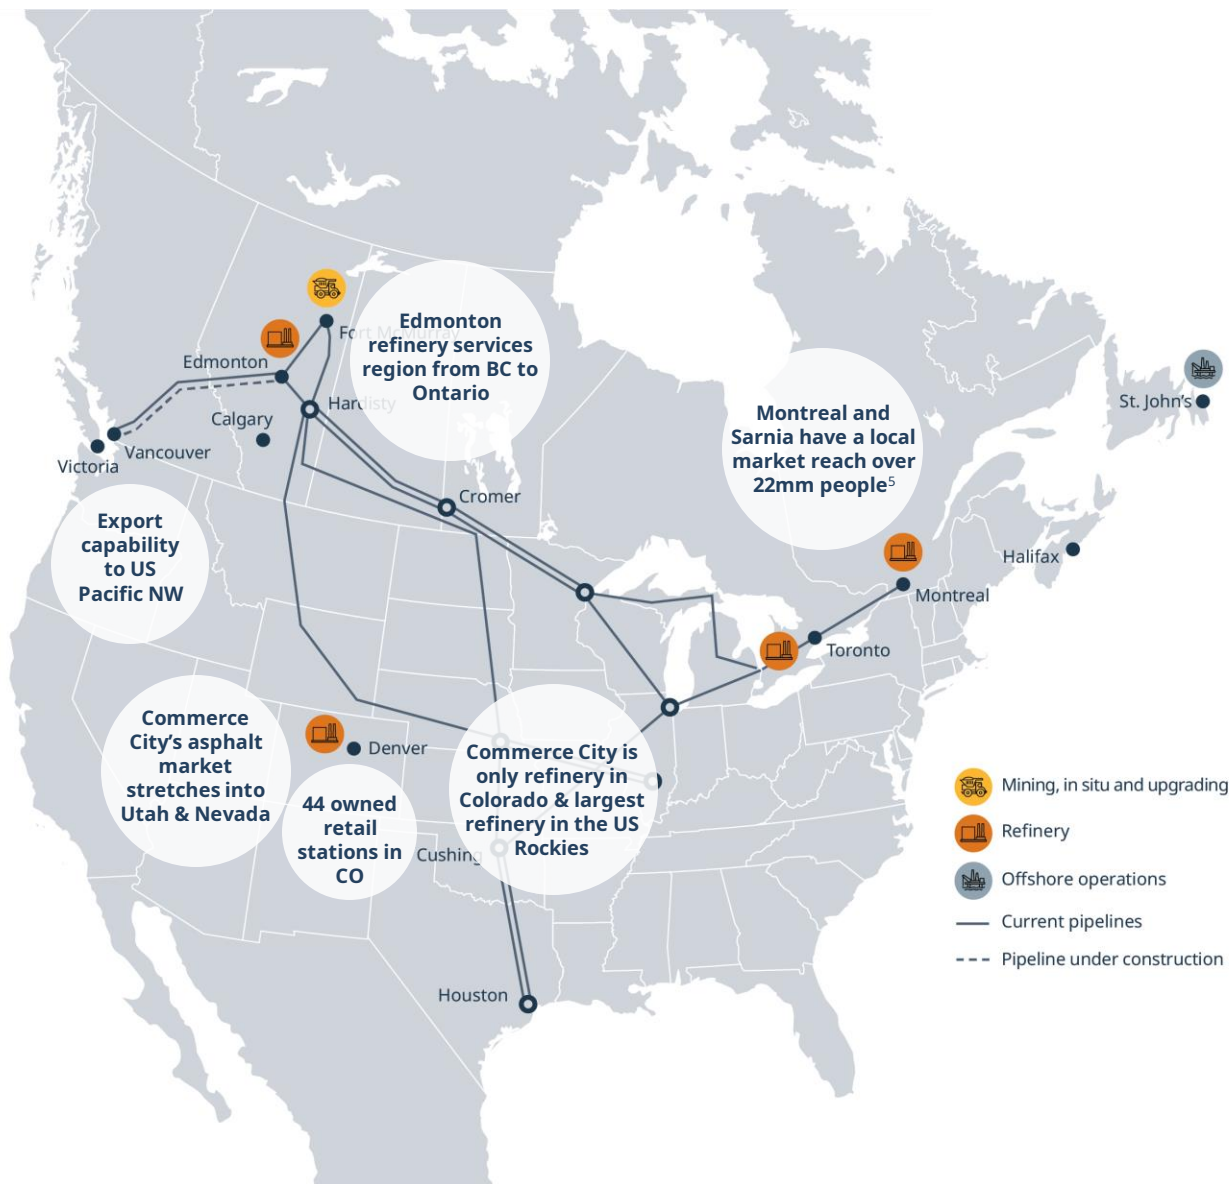 Edmonton
refinery services
region from BC to
Ontario
Fort McMurray
Edmonton
Hardisty
Calgary
Vancouver
Victoria
Cromer
Montreal and
Sarnia have a local
market reach over
22mm people⁵
St. John's
Halifax
Montreal
Toronto
Export
capability
to US
Pacific NW
Commerce
City's asphalt
market
stretches into
Utah & Nevada
Denver
44 owned
retail
stations in
CO
Commerce City is
only refinery in
Colorado & largest
refinery in the US
Rockies
Cushing
Houston
Mining, in situ and upgrading
Refinery
Offshore operations
Current pipelines
Pipeline under construction